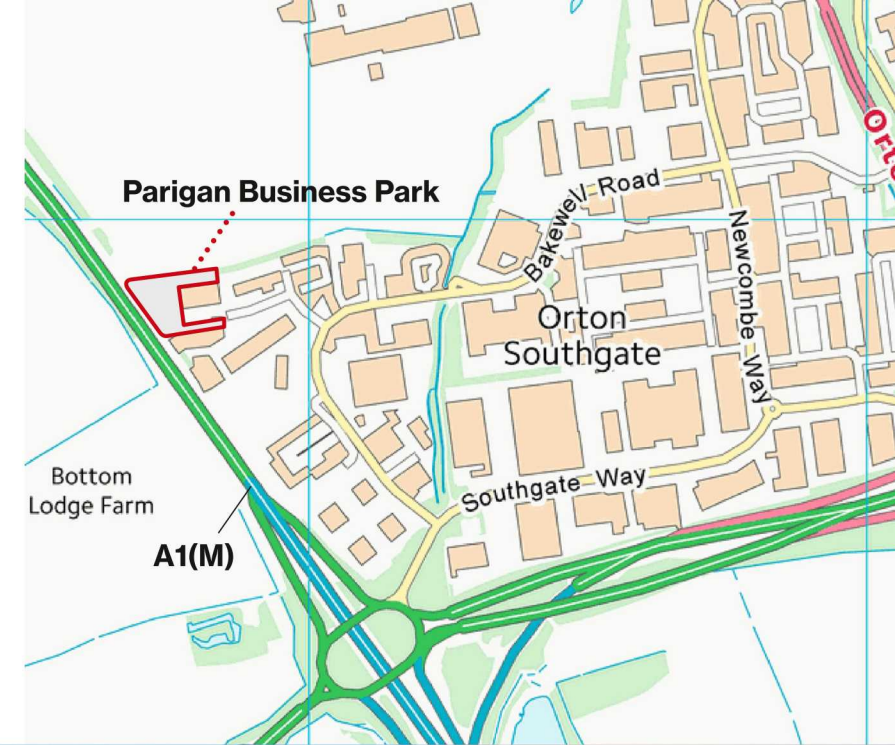 Parigan Business Park
Bakewell Road
Newcombe Way
Orton
Southgate
Southgate Way
Bottom
Lodge Farm
A1(M)